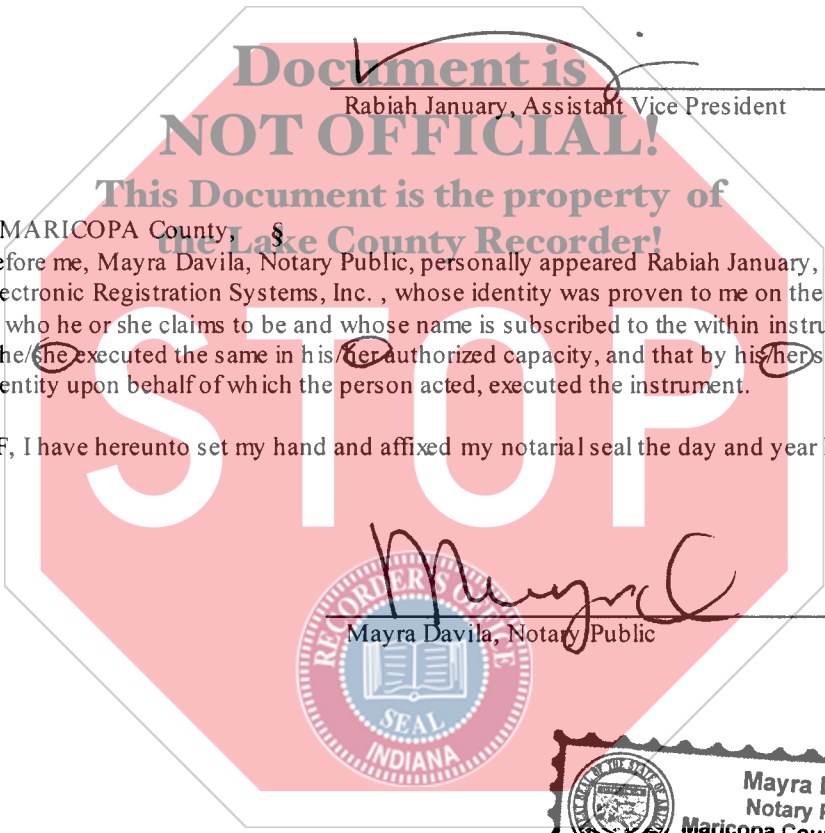 Document is
Rabiah January, Assistant Vice President
NOT OFFICIAL!
This Document is the property of
MARICOPA County, §
the Lake County Recorder!
efore me, Mayra Davila, Notary Public, personally appeared Rabiah January,
ectronic Registration Systems, Inc. , whose identity was proven to me on the
who he or she claims to be and whose name is subscribed to the within instru
he/she executed the same in his/her authorized capacity, and that by his/her s
entity upon behalf of which the person acted, executed the instrument.
F, I have hereunto set my hand and affixed my notarial seal the day and year
STOP
Mayra Davila, Notary Public
RECORDER'S OFFICE
SEAL
INDIANA
Mayra
Notary
Maricopa Cou